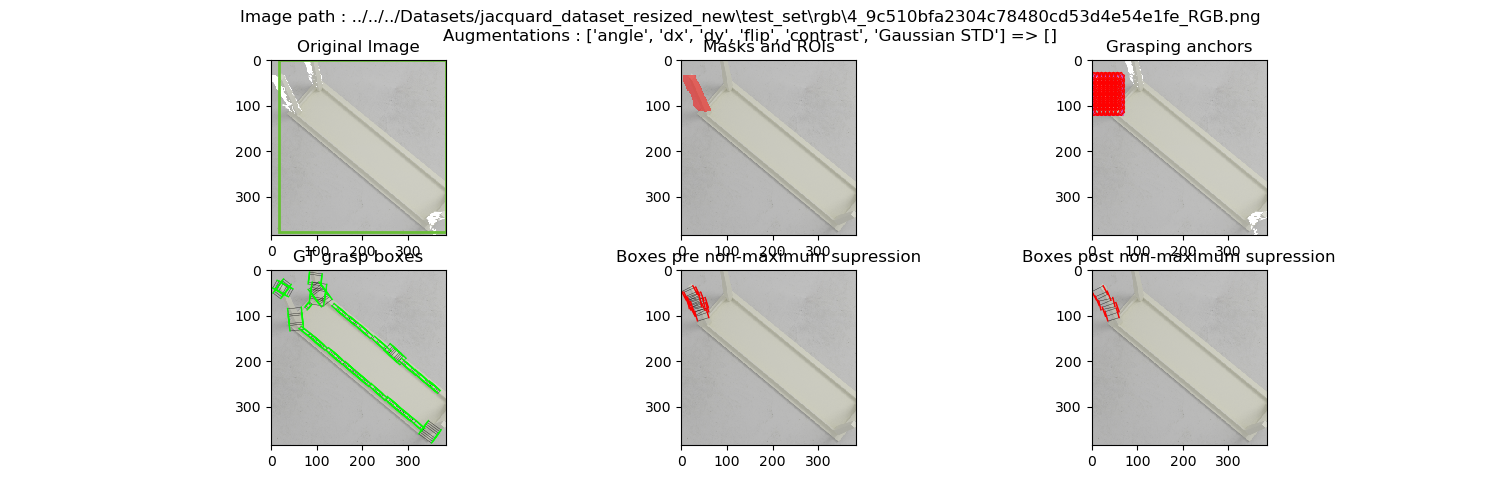 Image path : ../../../Datasets/jacquard_dataset_resized_new\test_set\rgb\4_9c510bfa2304c78480cd53d4e54e1fe_RGB.png
Augmentations : ['angle', 'dx', 'dy', 'flip', 'contrast', 'Gaussian STD'] => []
Original Image
Masks and ROIs
Grasping anchors
0
100
200
300
0 100 200 300
0
100
200
300
0 100 200 300
0
100
200
300
0 100 200 300
GT grasp boxes
Boxes pre non-maximum supression
Boxes post non-maximum supression
0
100
200
300
0 100 200 300
0
100
200
300
0 100 200 300
0
100
200
300
0 100 200 300